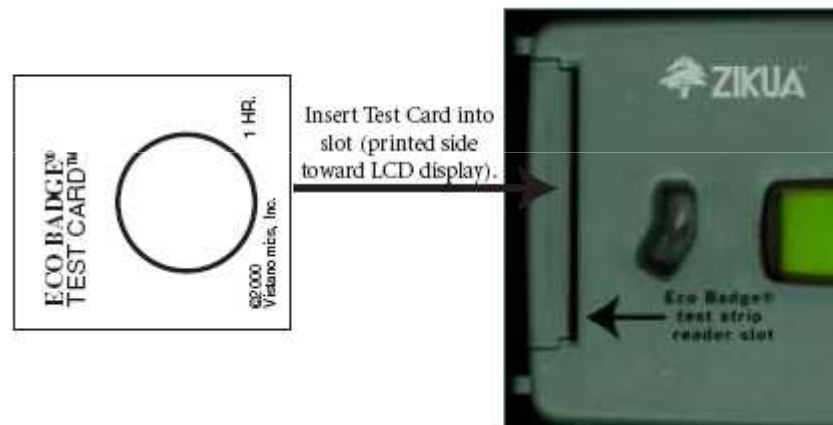 ECO BADGE®
TEST CARD™
1 HR.
©2000
Vistanomics, Inc.
Insert Test Card into
slot (printed side
toward LCD display).
ZIKUA™
Eco Badge®
test strip
reader slot